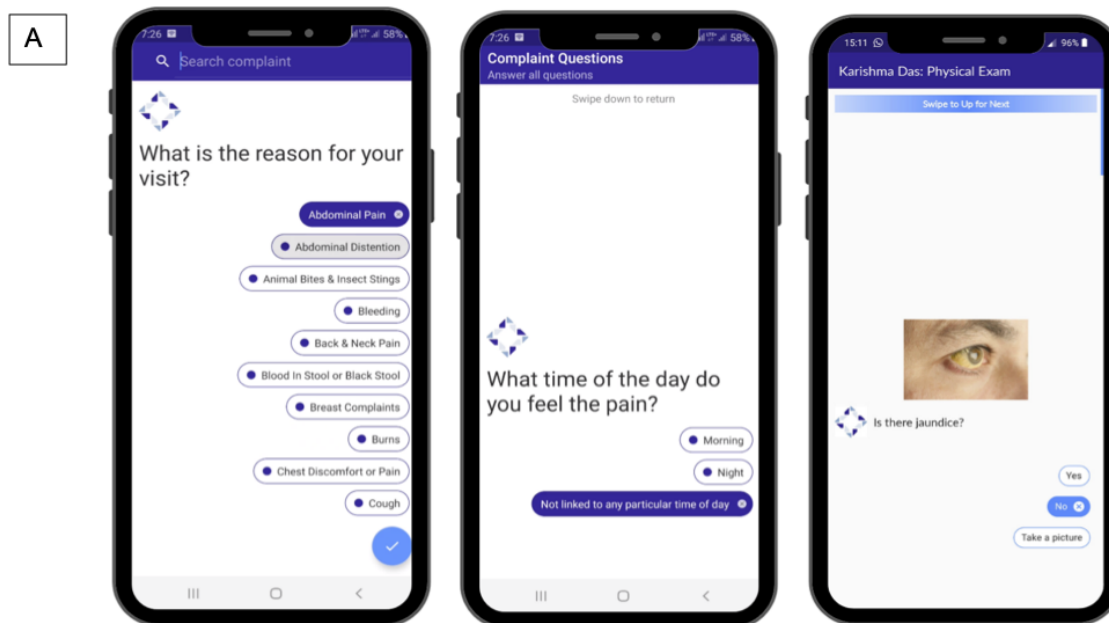 A
7:26
58%
Search complaint
What is the reason for your
visit?
Abdominal Pain
Abdominal Distention
Animal Bites & Insect Stings
Bleeding
Back & Neck Pain
Blood In Stool or Black Stool
Breast Complaints
Burns
Chest Discomfort or Pain
Cough
7:26
58%
Complaint Questions
Answer all questions
Swipe down to return
What time of the day do
you feel the pain?
Morning
Night
Not linked to any particular time of day
15:11
96%
Karishma Das: Physical Exam
Swipe to Up for Next
Is there jaundice?
Yes
No
Take a picture